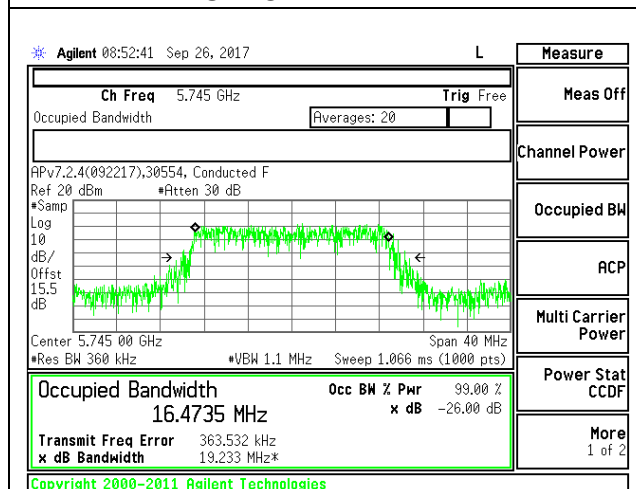 Agilent 08:52:41 Sep 26, 2017 L
Measure
Ch Freq 5.745 GHz Trig Free
Meas Off
Occupied Bandwidth Averages: 20
Channel Power
APv7.2.4(092217),30554, Conducted F
Ref 20 dBm #Atten 30 dB
#Samp
Log
10
dB/
Offst
15.5
dB
Occupied BW
ACP
Center 5.745 00 GHz Span 40 MHz
#Res BW 360 kHz #VBW 1.1 MHz Sweep 1.066 ms (1000 pts)
Multi Carrier
Power
Occupied Bandwidth Occ BW % Pwr 99.00 %
16.4735 MHz x dB -26.00 dB
Power Stat
CCDF
Transmit Freq Error 363.532 kHz
x dB Bandwidth 19.233 MHz*
More
1 of 2
Copyright 2000-2011 Agilent Technologies